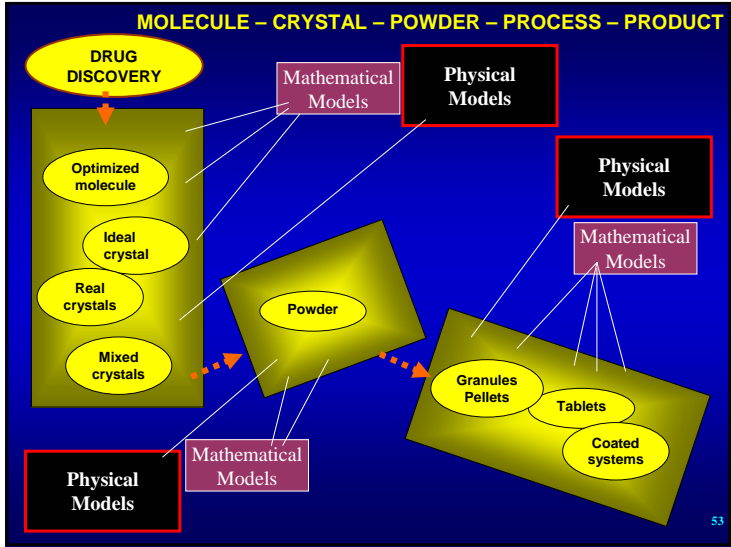 MOLECULE – CRYSTAL – POWDER – PROCESS – PRODUCT
DRUG
DISCOVERY
Mathematical
Models
Physical
Models
Physical
Models
Mathematical
Models
Optimized
molecule
Ideal
crystal
Real
crystals
Mixed
crystals
Powder
Granules
Pellets
Tablets
Coated
systems
Mathematical
Models
Physical
Models
53